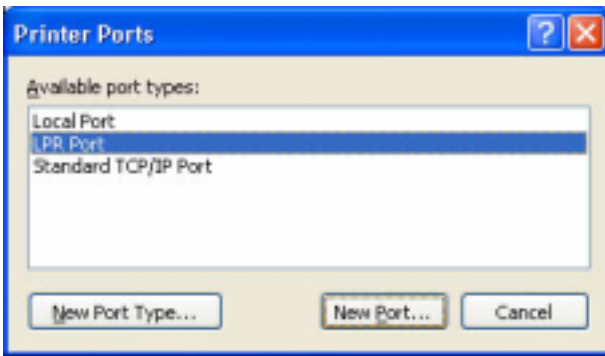 Printer Ports
Available port types:
Local Port
LPR Port
Standard TCP/IP Port
New Port Type... New Port... Cancel